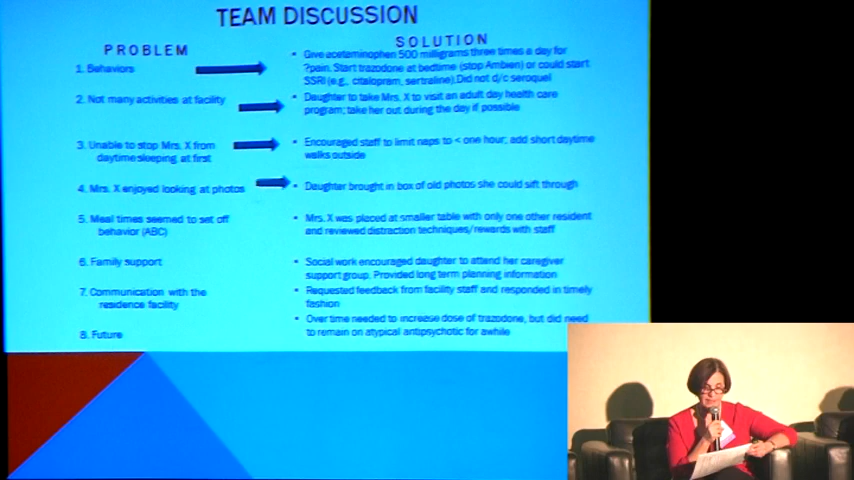 TEAM DISCUSSION
PROBLEM
SOLUTION
1. Behaviors
• Give acetaminophen 500 milligrams three times a day for
?pain. Start trazodone at bedtime (stop Ambien) or could start
SSRI (e.g., citalopram, sertraline).Did not d/c seroquel
2. Not many activities at facility
• Daughter to take Mrs. X to visit an adult day health care
program; take her out during the day if possible
3. Unable to stop Mrs. X from
daytime sleeping at first
• Encouraged staff to limit naps to < one hour; add short daytime
walks outside
4. Mrs. X enjoyed looking at photos
• Daughter brought in box of old photos she could sift through
5. Meal times seemed to set off
behavior (ABC)
• Mrs. X was placed at smaller table with only one other resident
and reviewed distraction techniques/rewards with staff
6. Family support
• Social work encouraged daughter to attend her caregiver
support group. Provided long term planning information
7. Communication with the
residence facility
• Requested feedback from facility staff and responded in timely
fashion
8. Future
• Over time needed to increase dose of trazodone, but did need
to remain on atypical antipsychotic for awhile